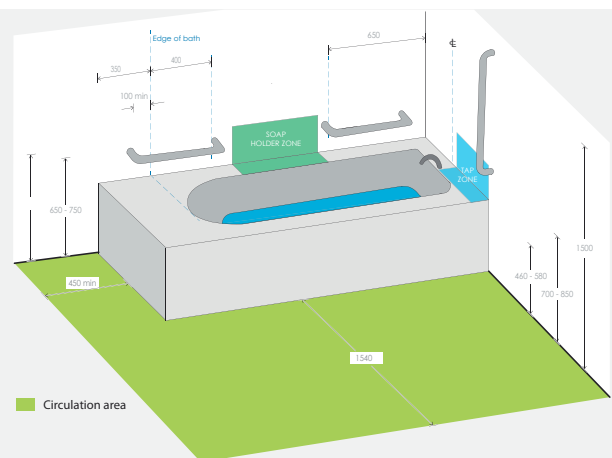 Edge of bath
650
350
400
100 min
SOAP
HOLDER ZONE
TAP
ZONE
650 - 750
1500
460 - 580
700 - 850
450 min
1540
Circulation area